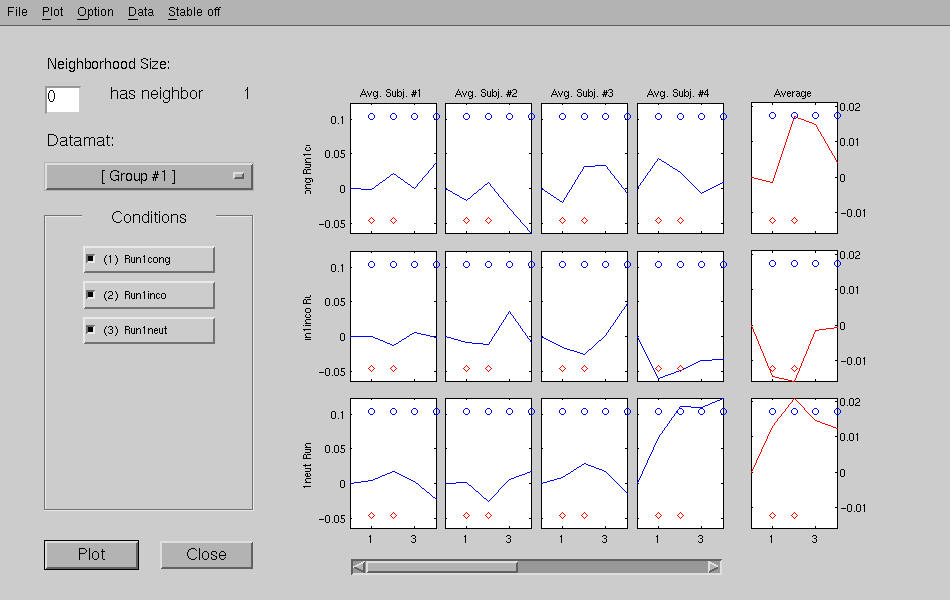 File Plot Option Data Stable off
Neighborhood Size:
0 has neighbor 1
Datamat:
[ Group #1 ]
Conditions
(1) Run1cong
(2) Run1inco
(3) Run1neut
Plot Close
Avg. Subj. #1 Avg. Subj. #2 Avg. Subj. #3 Avg. Subj. #4 Average
ong Run1c
0.1
0.05
0
-0.05
0.02
0.01
0
-0.01
in1inco Ru
0.1
0.05
0
-0.05
0.02
0.01
0
-0.01
1neut Run
0.1
0.05
0
-0.05
0.02
0.01
0
-0.01
1 3 1 3 1 3 1 3 1 3